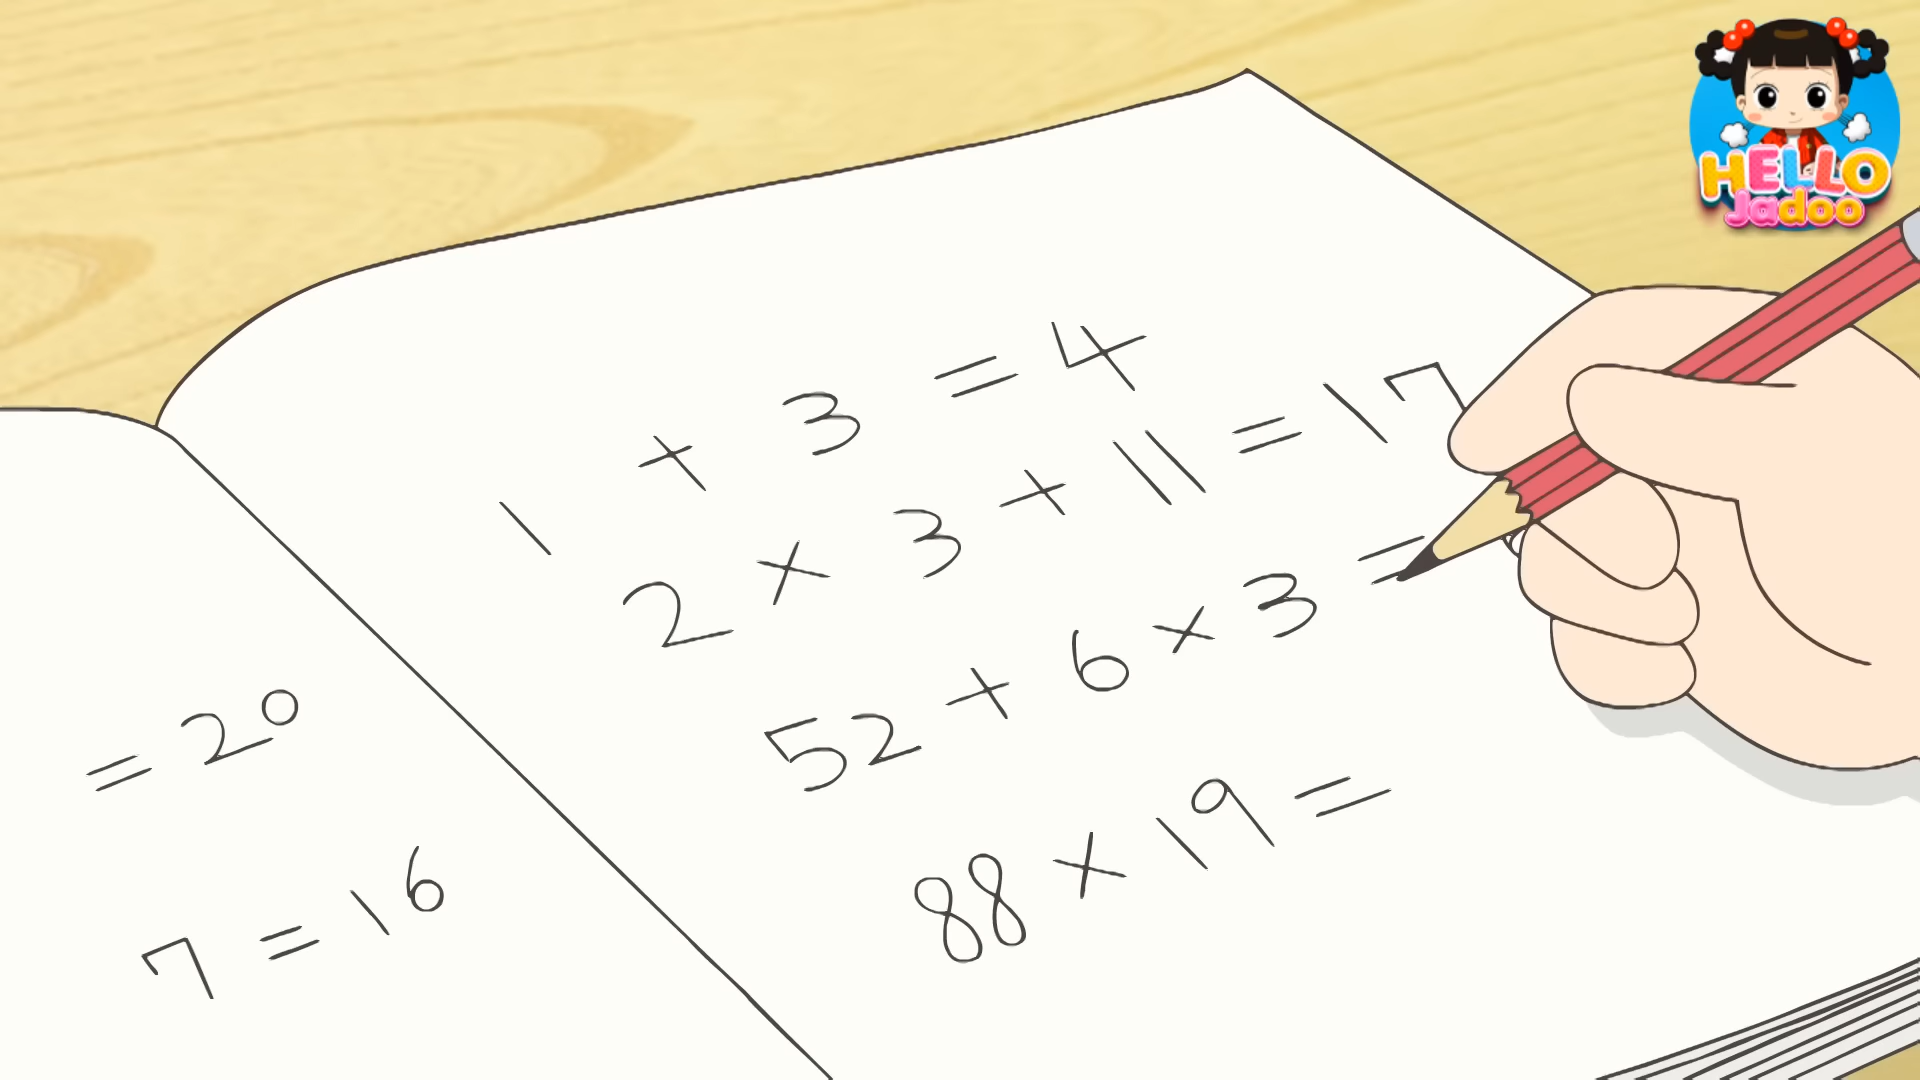 = 20
7 = 16
1 + 3 = 4
2 × 3 + 11 = 17
52 + 6 × 3 =
88 × 19 =
HELLO
Jadoo